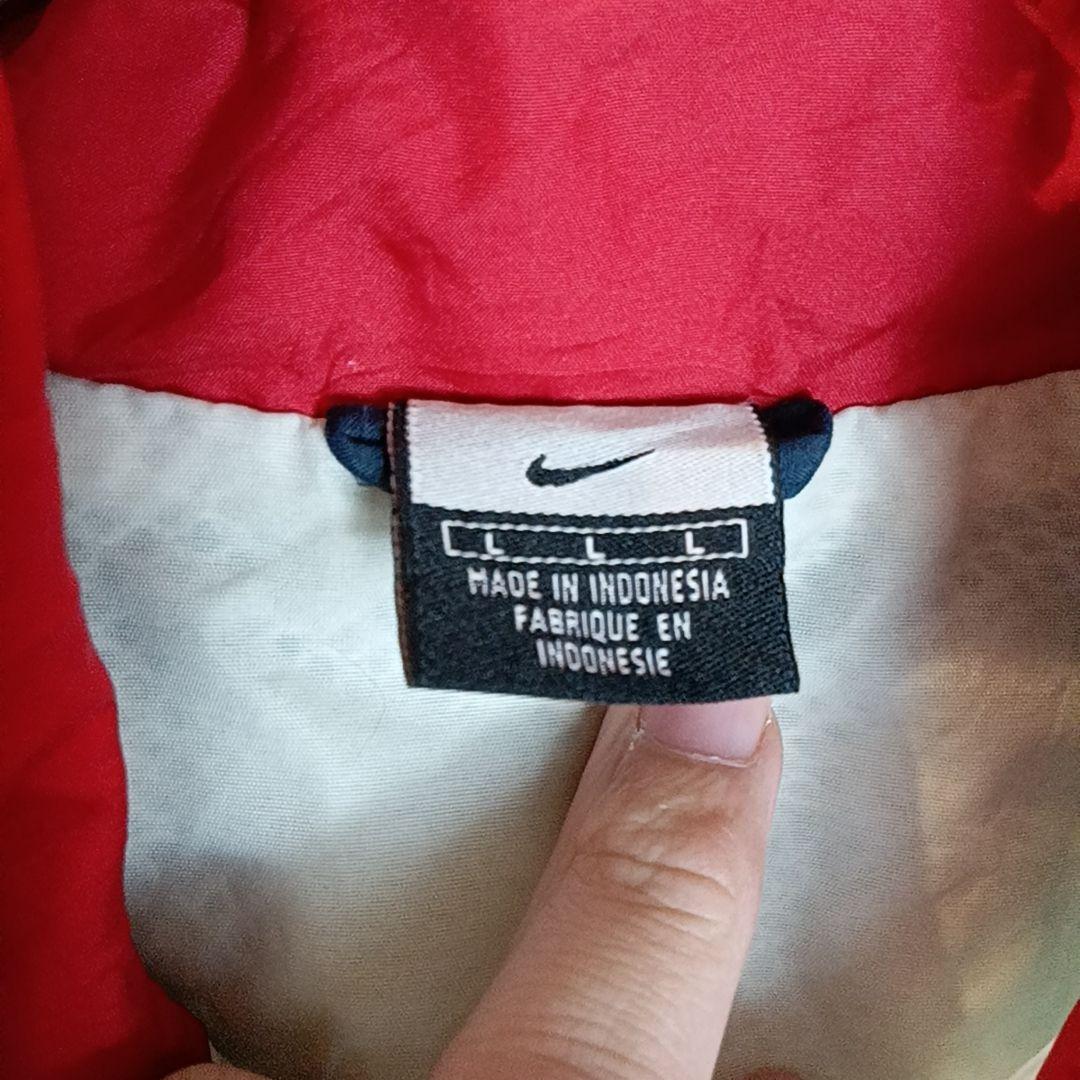 L L L
MADE IN INDONESIA
FABRIQUE EN
INDONESIE